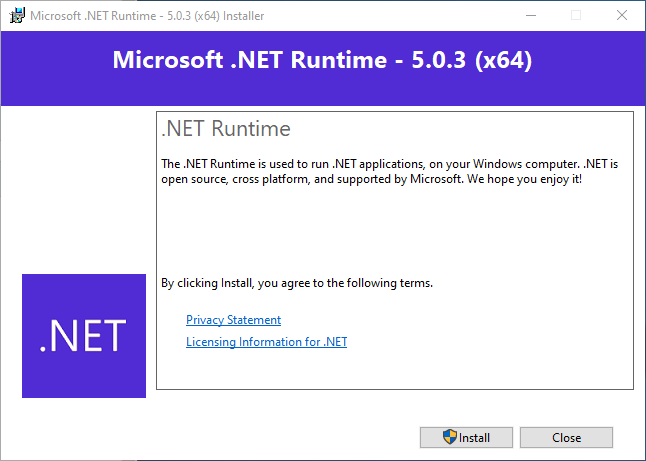 Microsoft .NET Runtime - 5.0.3 (x64) Installer
Microsoft .NET Runtime - 5.0.3 (x64)
.NET Runtime
The .NET Runtime is used to run .NET applications, on your Windows computer. .NET is
open source, cross platform, and supported by Microsoft. We hope you enjoy it!
By clicking Install, you agree to the following terms.
Privacy Statement
Licensing Information for .NET
.NET
Install
Close